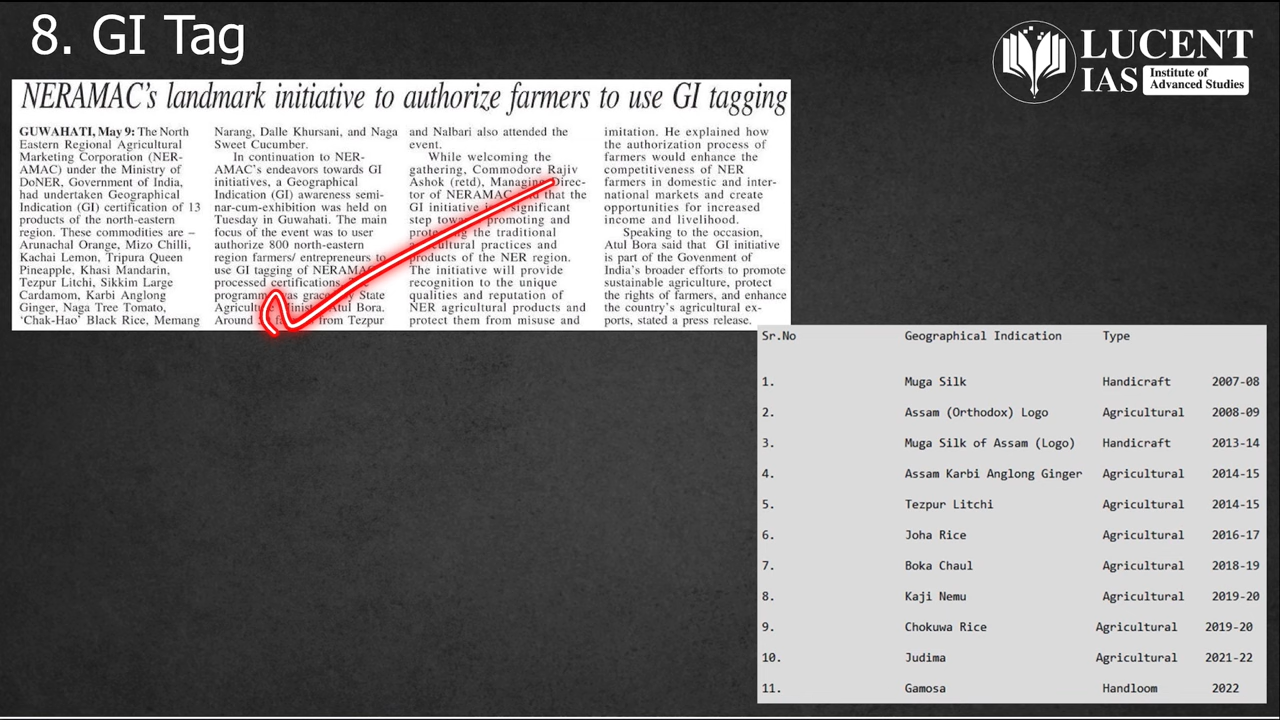 8. GI Tag
LUCENT
IAS
Institute of
Advanced Studies
NERAMAC's landmark initiative to authorize farmers to use GI tagging
GUWAHATI, May 9: The North
Eastern Regional Agricultural
Marketing Corporation (NER-
AMAC) under the Ministry of
DoNER, Government of India,
had undertaken Geographical
Indication (GI) certification of 13
products of the north-eastern
region. These commodities are –
Arunachal Orange, Mizo Chilli,
Kachai Lemon, Tripura Queen
Pineapple, Khasi Mandarin,
Tezpur Litchi, Sikkim Large
Cardamom, Karbi Anglong
Ginger, Naga Tree Tomato,
'Chak-Hao' Black Rice, Memang
Narang, Dalle Khursani, and Naga
Sweet Cucumber.
In continuation to NER-
AMAC's endeavors towards GI
initiatives, a Geographical
Indication (GI) awareness semi-
nar-cum-exhibition was held on
Tuesday in Guwahati. The main
focus of the event was to user
authorize 800 north-eastern
region farmers/ entrepreneurs to
use GI tagging of NERAMAC
processed certifications.
programm was grace by State
Agricultu Minist Atul Bora.
Around from Tezpur
and Nalbari also attended the
event.
While welcoming the
gathering, Commodore Rajiv
Ashok (retd), Managing Direc-
tor of NERAMAC that the
GI initiative significant
step promoting and
the traditional
practices and
products of the NER region.
The initiative will provide
recognition to the unique
qualities and reputation of
NER agricultural products and
protect them from misuse and
imitation. He explained how
the authorization process of
farmers would enhance the
competitiveness of NER
farmers in domestic and inter-
national markets and create
opportunities for increased
income and livelihood.
Speaking to the occasion,
Atul Bora said that GI initiative
is part of the Govenment of
India's broader efforts to promote
sustainable agriculture, protect
the rights of farmers, and enhance
the country's agricultural ex-
ports, stated a press release.
Sr.No Geographical Indication Type
1. Muga Silk Handicraft 2007-08
2. Assam (Orthodox) Logo Agricultural 2008-09
3. Muga Silk of Assam (Logo) Handicraft 2013-14
4. Assam Karbi Anglong Ginger Agricultural 2014-15
5. Tezpur Litchi Agricultural 2014-15
6. Joha Rice Agricultural 2016-17
7. Boka Chaul Agricultural 2018-19
8. Kaji Nemu Agricultural 2019-20
9. Chokuwa Rice Agricultural 2019-20
10. Judima Agricultural 2021-22
11. Gamosa Handloom 2022